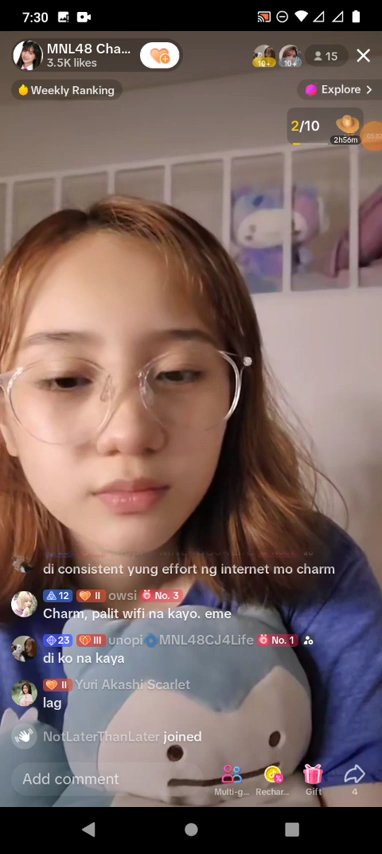 7:30
MNL48 Cha...
3.5K likes
10+
10+
15
Weekly Ranking
Explore >
2/10
2h56m
di consistent yung effort ng internet mo charm
12 II owsi No. 3
Charm, palit wifi na kayo. eme
23 III unopi MNL48CJ4Life No. 1
di ko na kaya
II Yuri Akashi Scarlet
lag
NotLaterThanLater joined
Add comment
Multi-g...
Rechar...
Gift
4